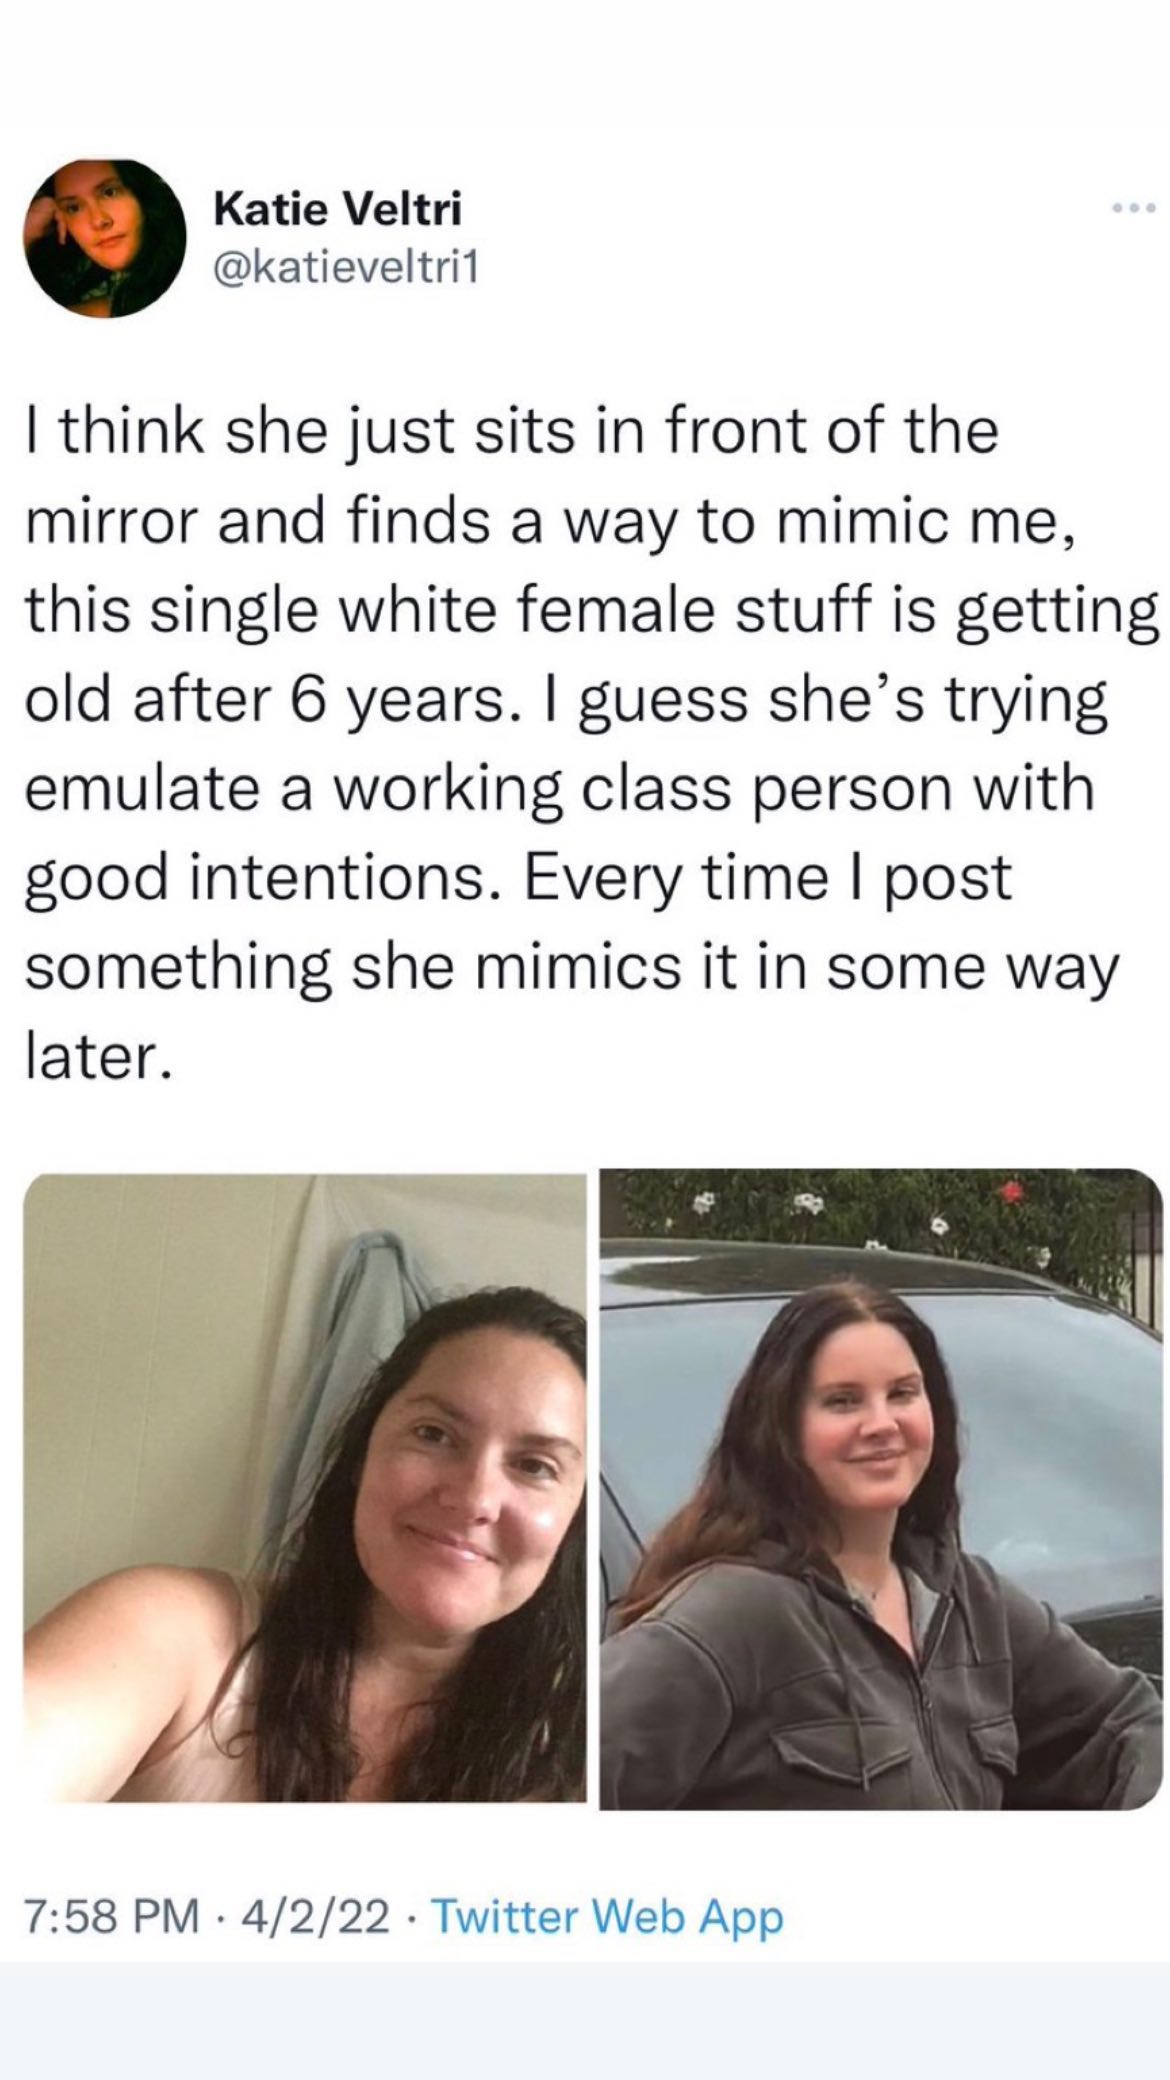 Katie Veltri
@katieveltri1
I think she just sits in front of the
mirror and finds a way to mimic me,
this single white female stuff is getting
old after 6 years. I guess she’s trying
emulate a working class person with
good intentions. Every time I post
something she mimics it in some way
later.
7:58 PM · 4/2/22 · Twitter Web App